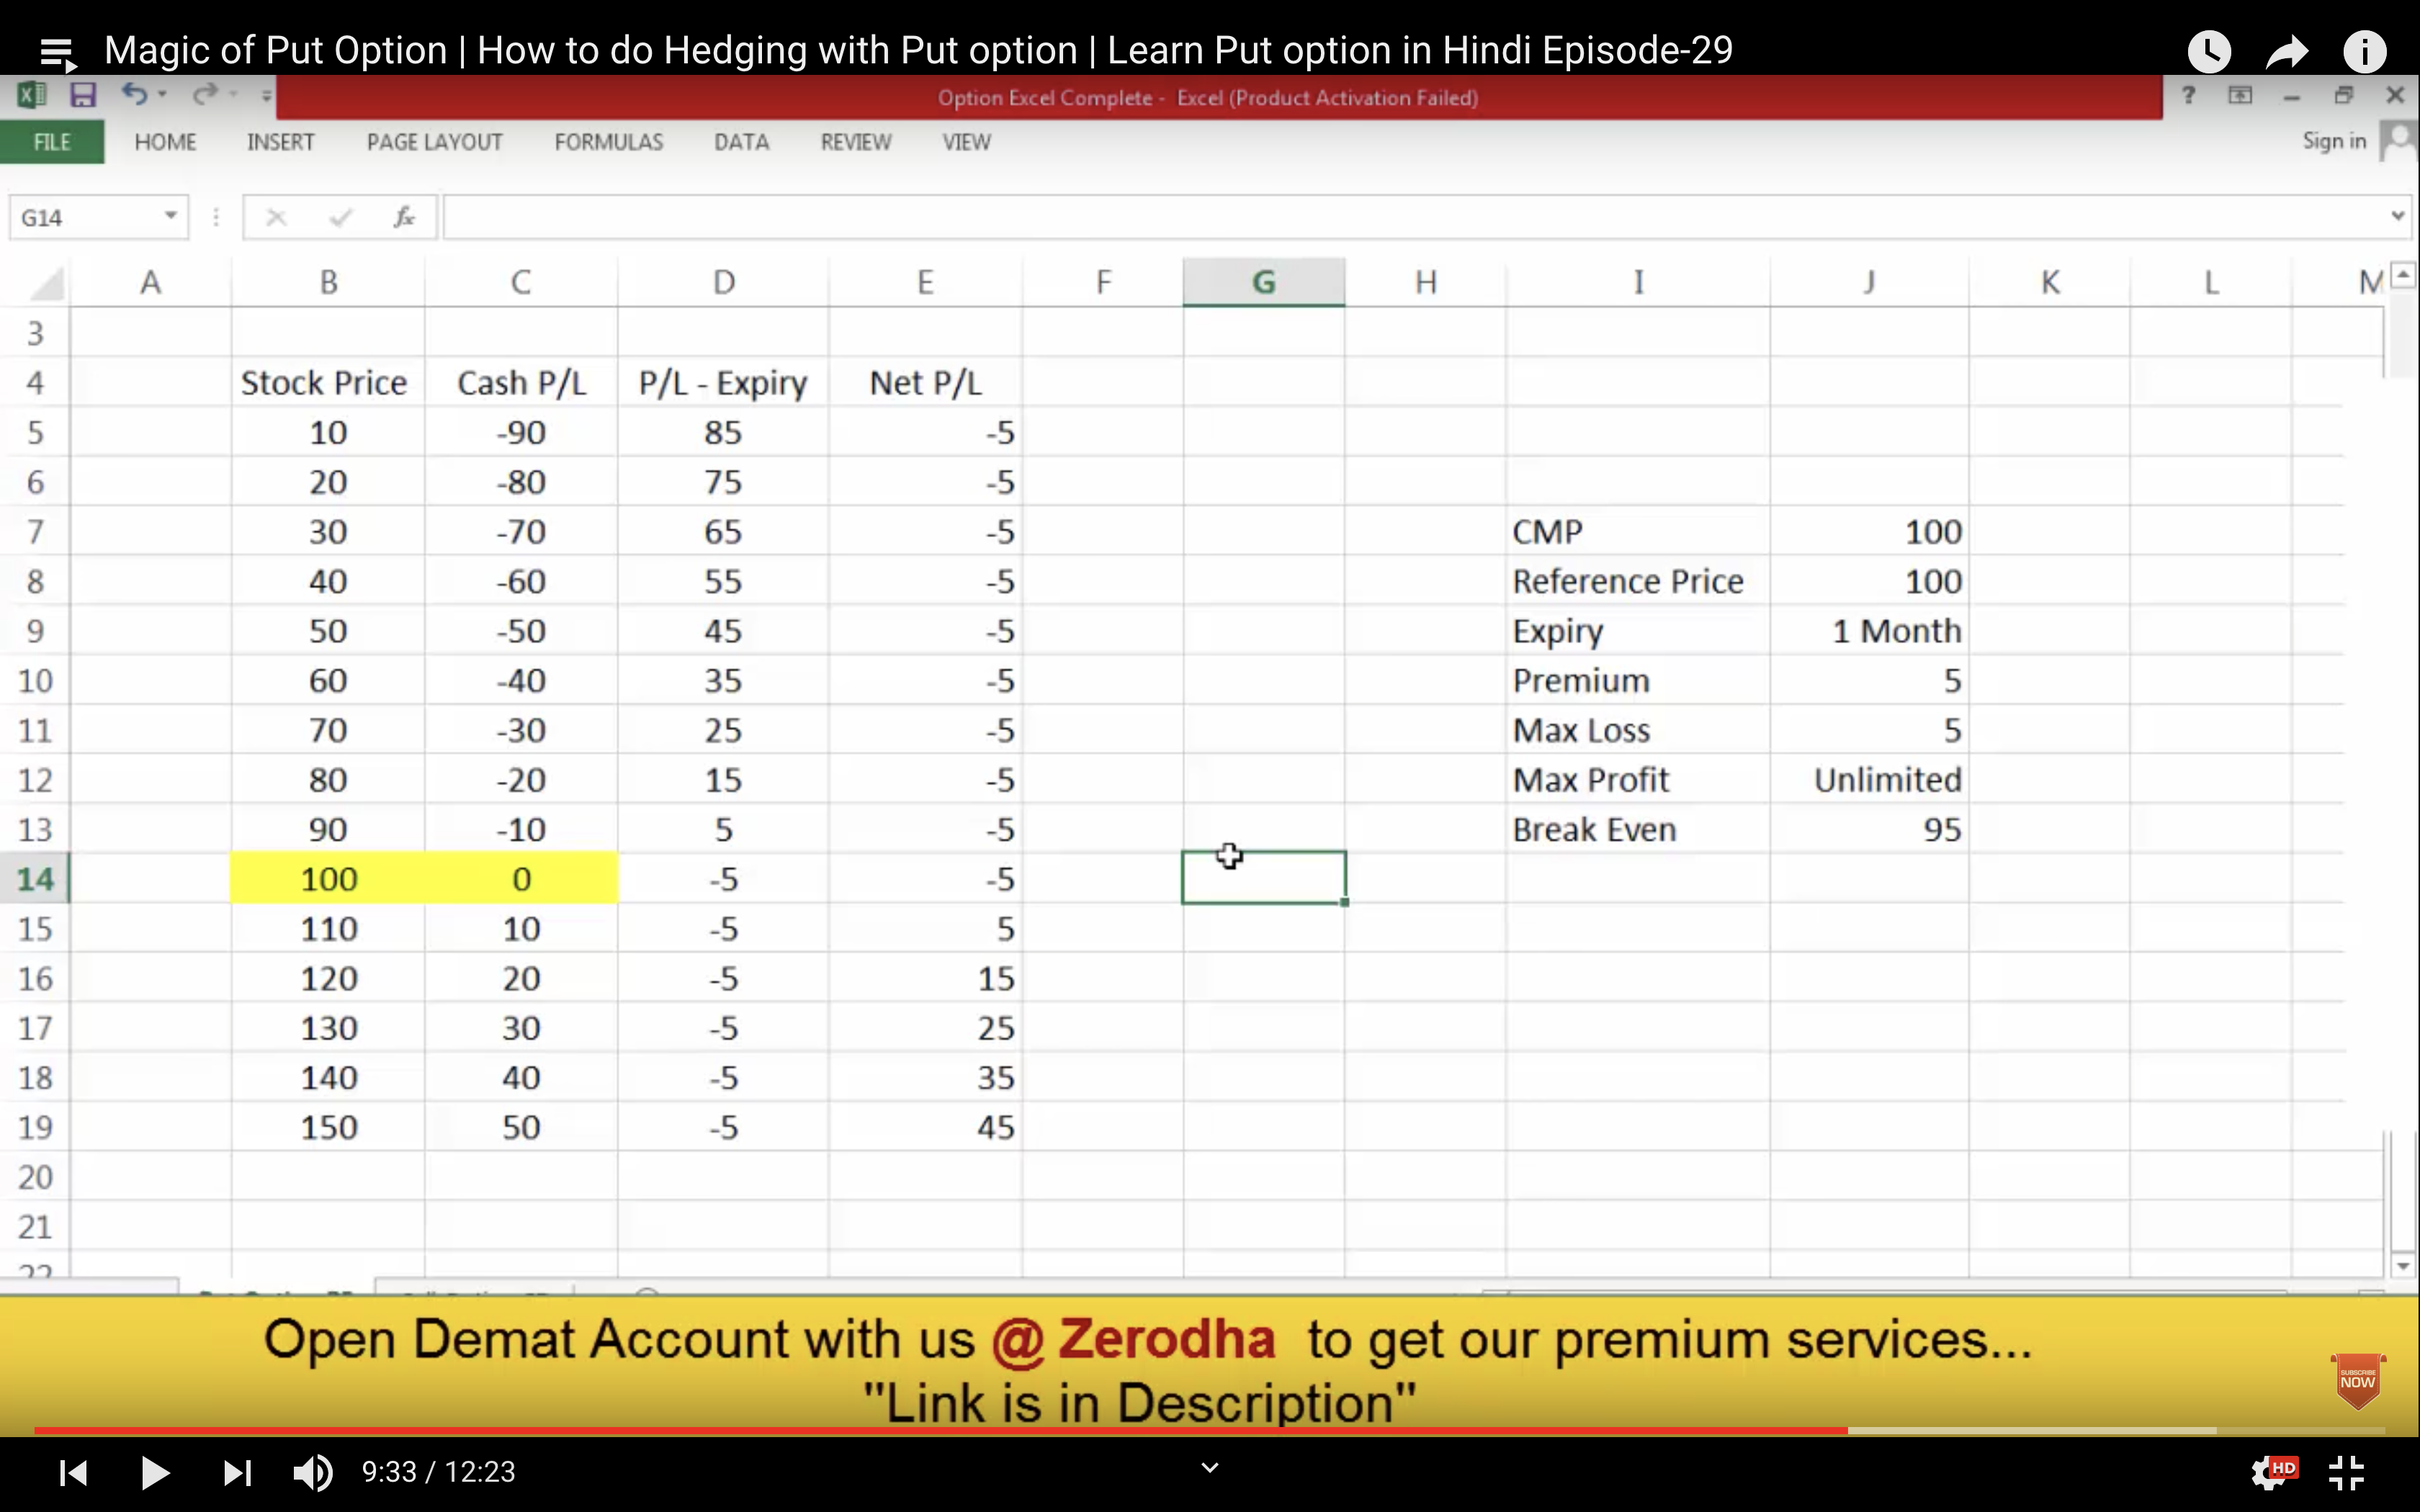 Magic of Put Option | How to do Hedging with Put option | Learn Put option in Hindi Episode-29
Option Excel Complete - Excel (Product Activation Failed)
FILE HOME INSERT PAGE LAYOUT FORMULAS DATA REVIEW VIEW Sign in
G14 fx
A B C D E F G H I J K L M
3
4 Stock Price Cash P/L P/L - Expiry Net P/L
5 10 -90 85 -5
6 20 -80 75 -5
7 30 -70 65 -5 CMP 100
8 40 -60 55 -5 Reference Price 100
9 50 -50 45 -5 Expiry 1 Month
10 60 -40 35 -5 Premium 5
11 70 -30 25 -5 Max Loss 5
12 80 -20 15 -5 Max Profit Unlimited
13 90 -10 5 -5 Break Even 95
14 100 0 -5 -5
15 110 10 -5 5
16 120 20 -5 15
17 130 30 -5 25
18 140 40 -5 35
19 150 50 -5 45
20
21
22
Open Demat Account with us @ Zerodha to get our premium services...
"Link is in Description"
SUBSCRIBE
NOW
9:33 / 12:23
HD